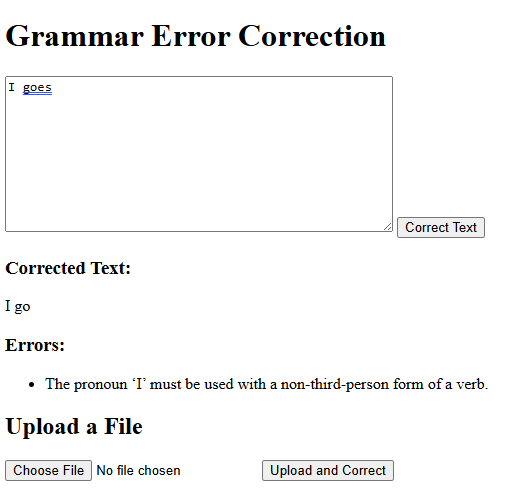 Grammar Error Correction
I goes
Correct Text
Corrected Text:
I go
Errors:
• The pronoun ‘I’ must be used with a non-third-person form of a verb.
Upload a File
Choose File No file chosen Upload and Correct